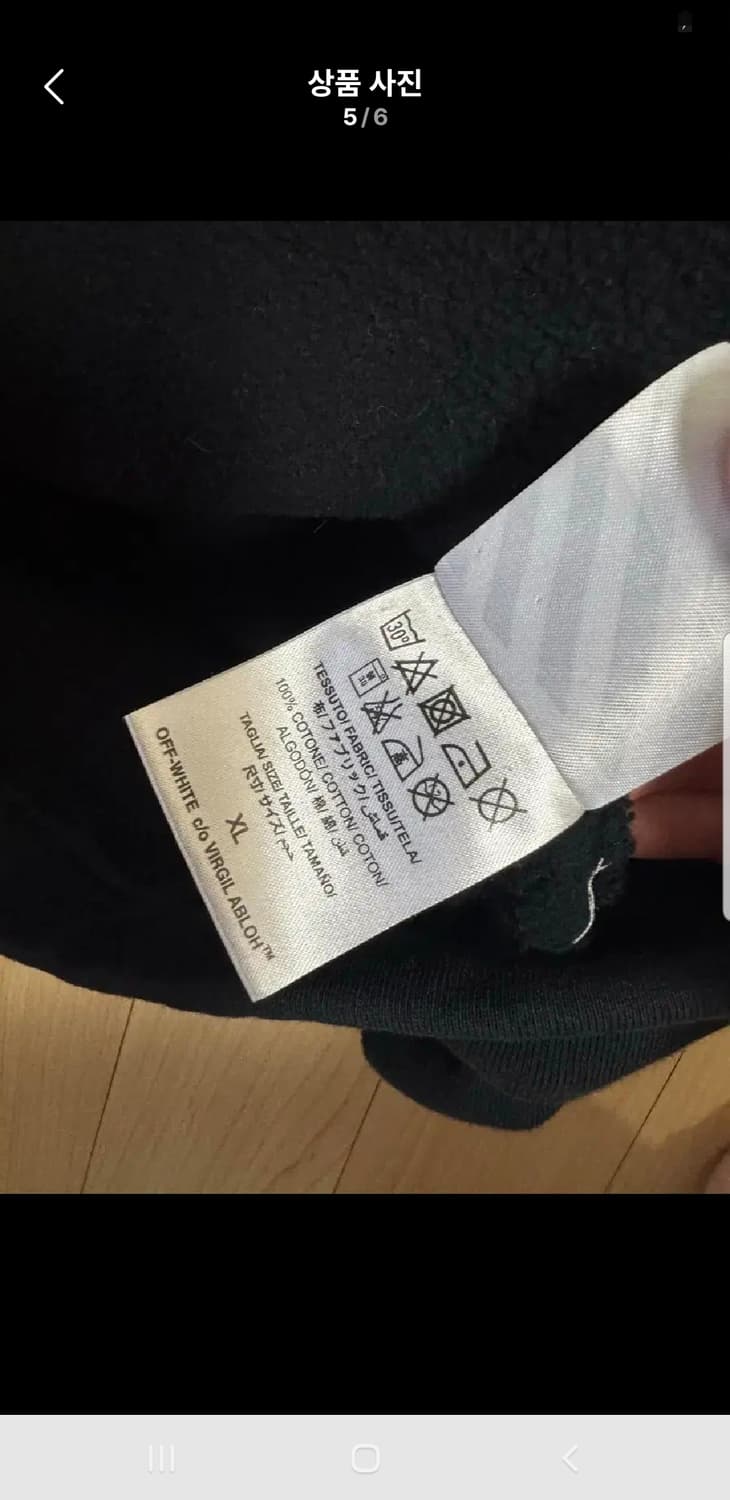 상품 사진
5/6
30°
TESSUTO/ FABRIC/ TISSU/TELA/
布/ファブリック/ قماش/
100% COTONE/ COTTON/ COTON/
ALGODÓN/ 棉/ 綿/ قطن
TAGLIA/ SIZE/ TAILLE/ TAMAÑO/
尺寸/ サイズ/ حجم/
XL
OFF-WHITE c/o VIRGIL ABLOH™